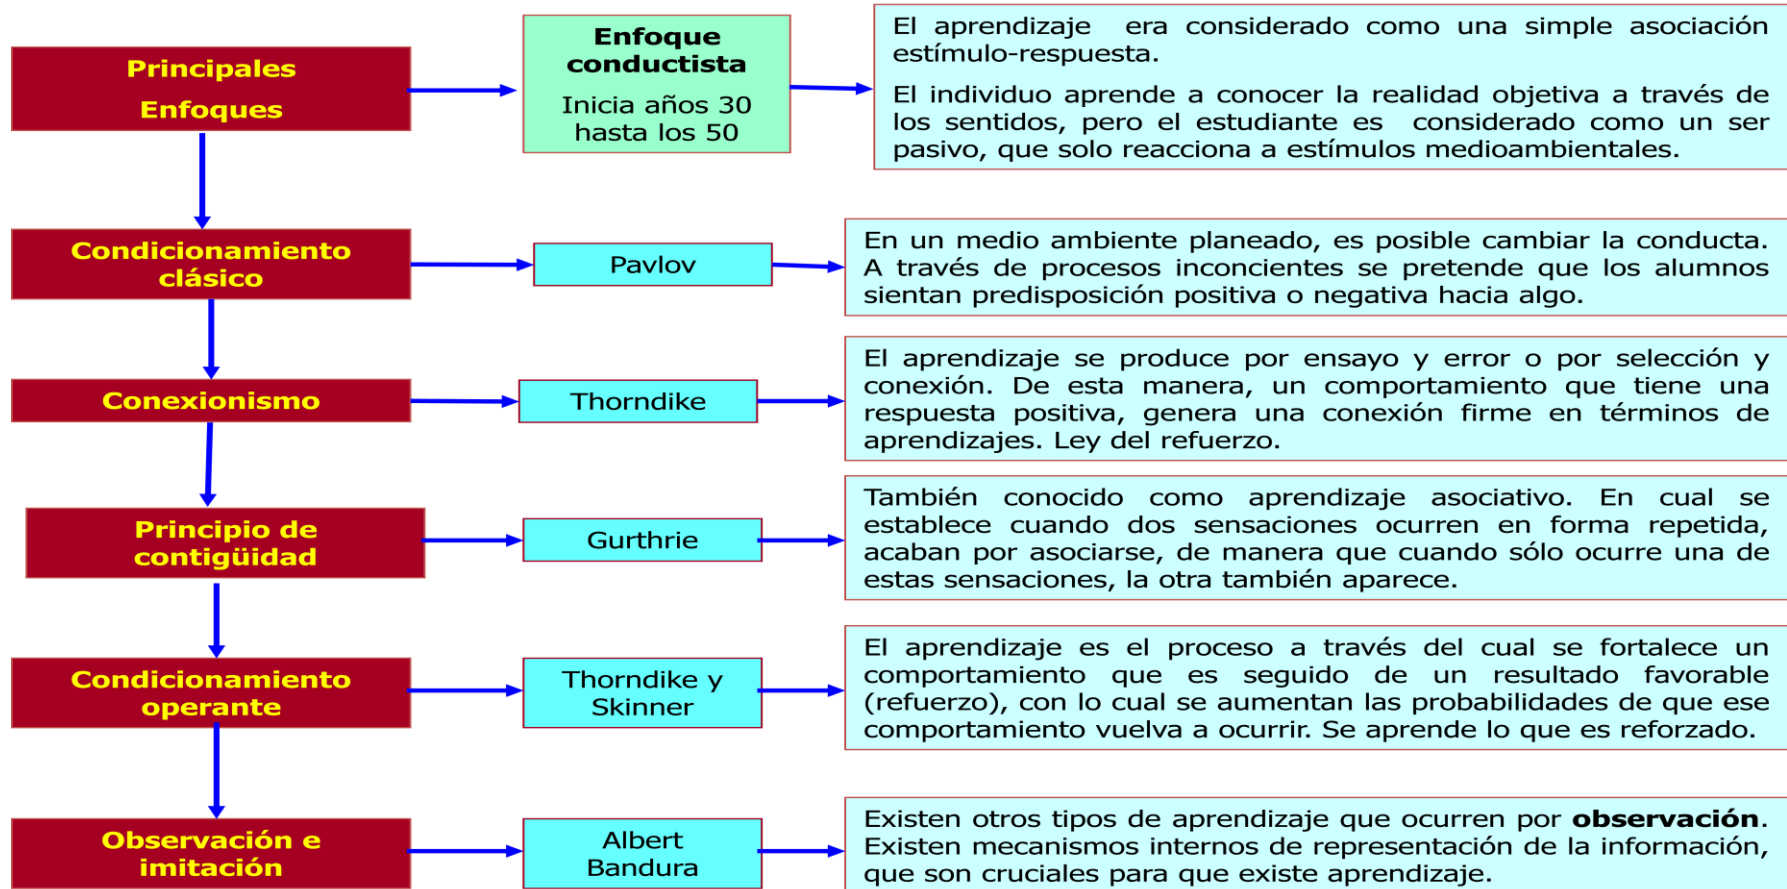 Principales
Enfoques
Enfoque
conductista
Inicia años 30
hasta los 50
El aprendizaje era considerado como una simple asociación
estímulo-respuesta.
El individuo aprende a conocer la realidad objetiva a través de
los sentidos, pero el estudiante es considerado como un ser
pasivo, que solo reacciona a estímulos medioambientales.
Condicionamiento
clásico
Pavlov
En un medio ambiente planeado, es posible cambiar la conducta.
A través de procesos inconcientes se pretende que los alumnos
sientan predisposición positiva o negativa hacia algo.
Conexionismo
Thorndike
El aprendizaje se produce por ensayo y error o por selección y
conexión. De esta manera, un comportamiento que tiene una
respuesta positiva, genera una conexión firme en términos de
aprendizajes. Ley del refuerzo.
Principio de
contigüidad
Gurthrie
También conocido como aprendizaje asociativo. En cual se
establece cuando dos sensaciones ocurren en forma repetida,
acaban por asociarse, de manera que cuando sólo ocurre una de
estas sensaciones, la otra también aparece.
Condicionamiento
operante
Thorndike y
Skinner
El aprendizaje es el proceso a través del cual se fortalece un
comportamiento que es seguido de un resultado favorable
(refuerzo), con lo cual se aumentan las probabilidades de que ese
comportamiento vuelva a ocurrir. Se aprende lo que es reforzado.
Observación e
imitación
Albert
Bandura
Existen otros tipos de aprendizaje que ocurren por observación.
Existen mecanismos internos de representación de la información,
que son cruciales para que existe aprendizaje.